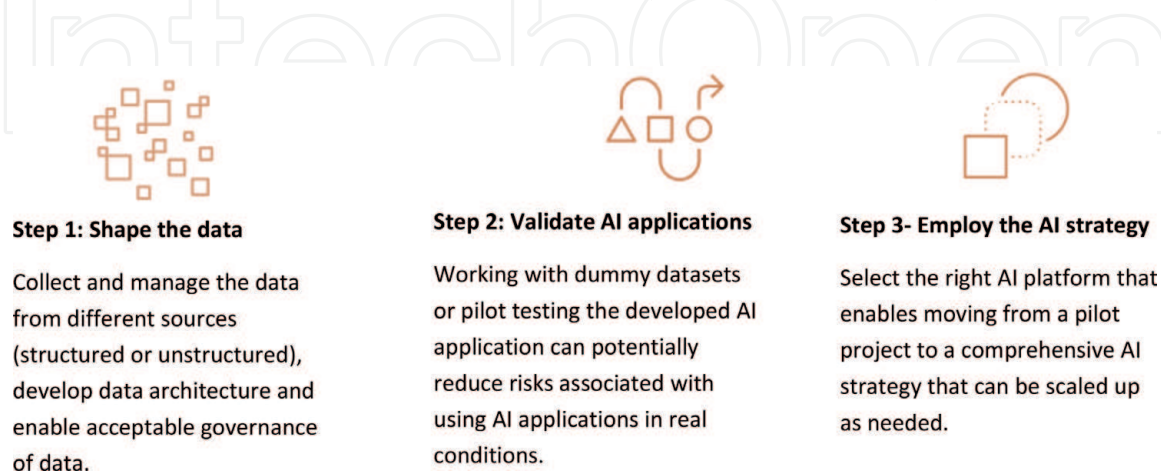 IntechOpen
Step 1: Shape the data
Collect and manage the data
from different sources
(structured or unstructured),
develop data architecture and
enable acceptable governance
of data.
Step 2: Validate AI applications
Working with dummy datasets
or pilot testing the developed AI
application can potentially
reduce risks associated with
using AI applications in real
conditions.
Step 3- Employ the AI strategy
Select the right AI platform that
enables moving from a pilot
project to a comprehensive AI
strategy that can be scaled up
as needed.